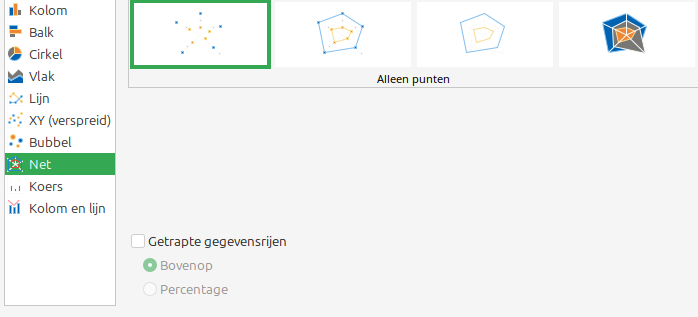 Kolom
Balk
Cirkel
Vlak
Lijn
XY (verspreid)
Bubbel
Net
Koers
Kolom en lijn
Alleen punten
Getrapte gegevensrijen
Bovenop
Percentage